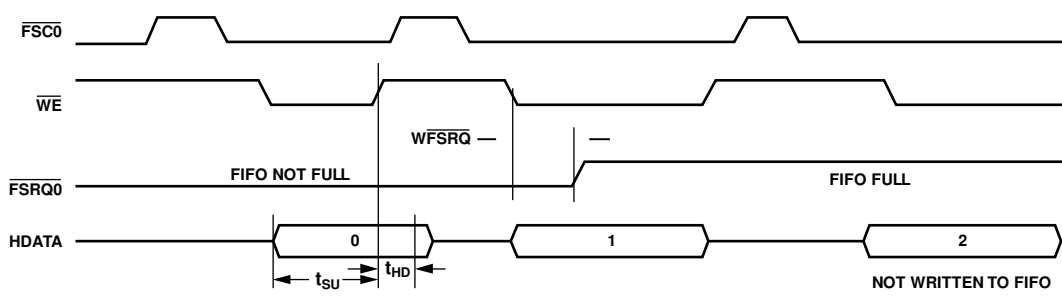 FSC0
WE
WFSRQ
FSRQ0
FIFO NOT FULL
FIFO FULL
HDATA
0
1
2
tSU
tHD
NOT WRITTEN TO FIFO